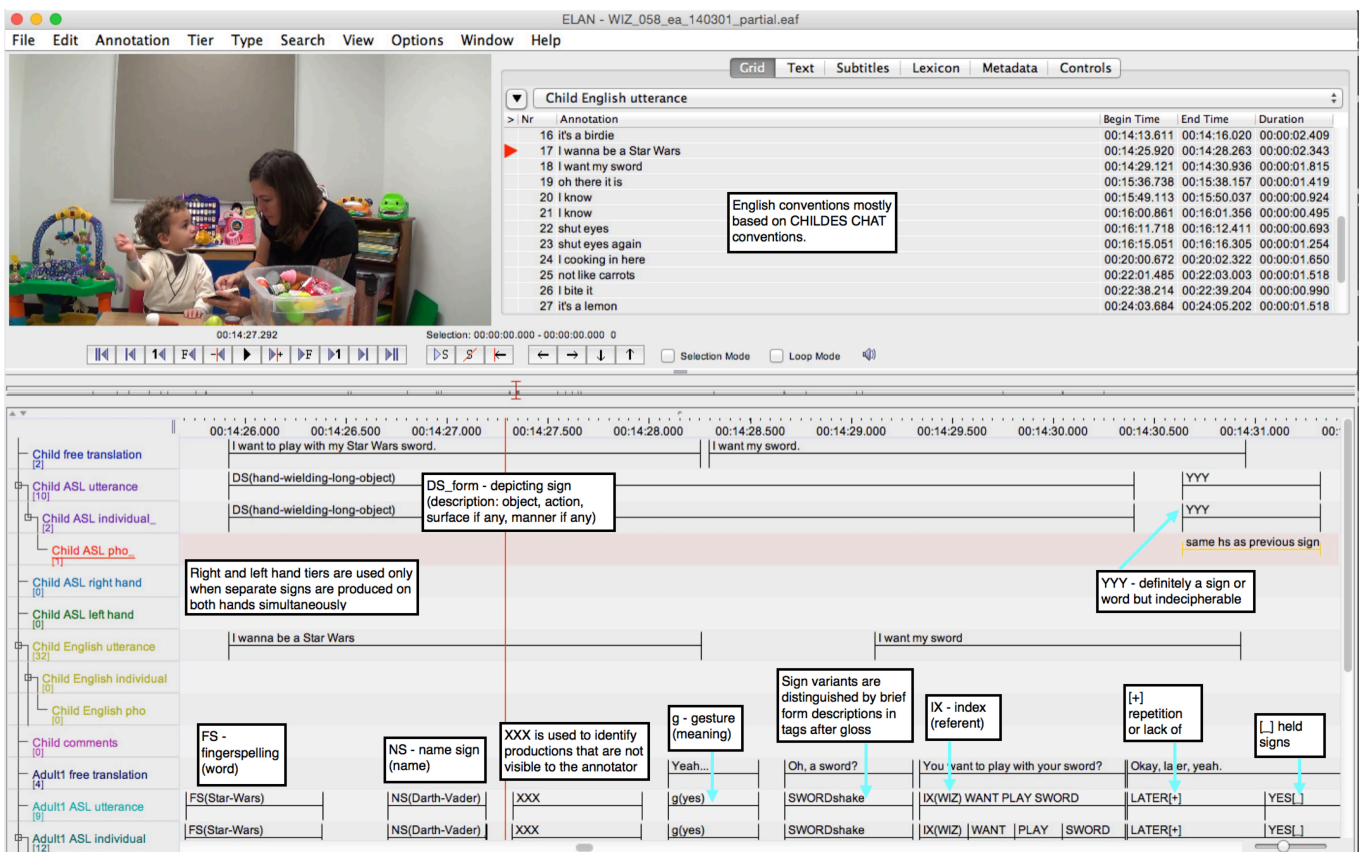 ELAN - WIZ_058_ea_140301_partial.eaf
File Edit Annotation Tier Type Search View Options Window Help
Grid Text Subtitles Lexicon Metadata Controls
Child English utterance
> Nr Annotation Begin Time End Time Duration
16 it's a birdie 00:14:13.611 00:14:16.020 00:00:02.409
17 I wanna be a Star Wars 00:14:25.920 00:14:28.263 00:00:02.343
18 I want my sword 00:14:29.121 00:14:30.936 00:00:01.815
19 oh there it is 00:15:36.738 00:15:38.157 00:00:01.419
20 I know 00:15:49.113 00:15:50.037 00:00:00.924
21 I know 00:16:00.861 00:16:01.356 00:00:00.495
22 shut eyes 00:16:11.718 00:16:12.411 00:00:00.693
23 shut eyes again 00:16:15.051 00:16:16.305 00:00:01.254
24 I cooking in here 00:20:00.672 00:20:02.322 00:00:01.650
25 not like carrots 00:22:01.485 00:22:03.003 00:00:01.518
26 I bite it 00:22:38.214 00:22:39.204 00:00:00.990
27 it's a lemon 00:24:03.684 00:24:05.202 00:00:01.518
English conventions mostly
based on CHILDES CHAT
conventions.
00:14:27.292
Selection: 00:00:00.000 - 00:00:00.000 0
1 F + F 1 S S
Selection Mode Loop Mode
00:14:26.000 00:14:26.500 00:14:27.000 00:14:27.500 00:14:28.000 00:14:28.500 00:14:29.000 00:14:29.500 00:14:30.000 00:14:30.500 00:14:31.000 00:
Child free translation
[2]
I want to play with my Star Wars sword. I want my sword.
Child ASL utterance
[10]
DS(hand-wielding-long-object) YYY
Child ASL individual_
[2]
DS(hand-wielding-long-object) YYY
DS_form - depicting sign
(description: object, action,
surface if any, manner if any)
Child ASL pho_
[1]
same hs as previous sign
Right and left hand tiers are used only
when separate signs are produced on
both hands simultaneously
YYY - definitely a sign or
word but indecipherable
Child ASL right hand
[0]
Child ASL left hand
[0]
Child English utterance
[32]
I wanna be a Star Wars I want my sword
Child English individual
[0]
Child English pho
[0]
Child comments
[0]
FS -
fingerspelling
(word)
NS - name sign
(name)
XXX is used to identify
productions that are not
visible to the annotator
g - gesture
(meaning)
Sign variants are
distinguished by brief
form descriptions in
tags after gloss
IX - index
(referent)
[+]
repetition
or lack of
[_] held
signs
Adult1 free translation
[4]
Yeah... Oh, a sword? You want to play with your sword? Okay, later, yeah.
Adult1 ASL utterance
[9]
FS(Star-Wars) NS(Darth-Vader) XXX g(yes) SWORDshake IX(WIZ) WANT PLAY SWORD LATER[+] YES[_]
Adult1 ASL individual
[12]
FS(Star-Wars) NS(Darth-Vader) XXX g(yes) SWORDshake IX(WIZ) WANT PLAY SWORD LATER[+] YES[_]